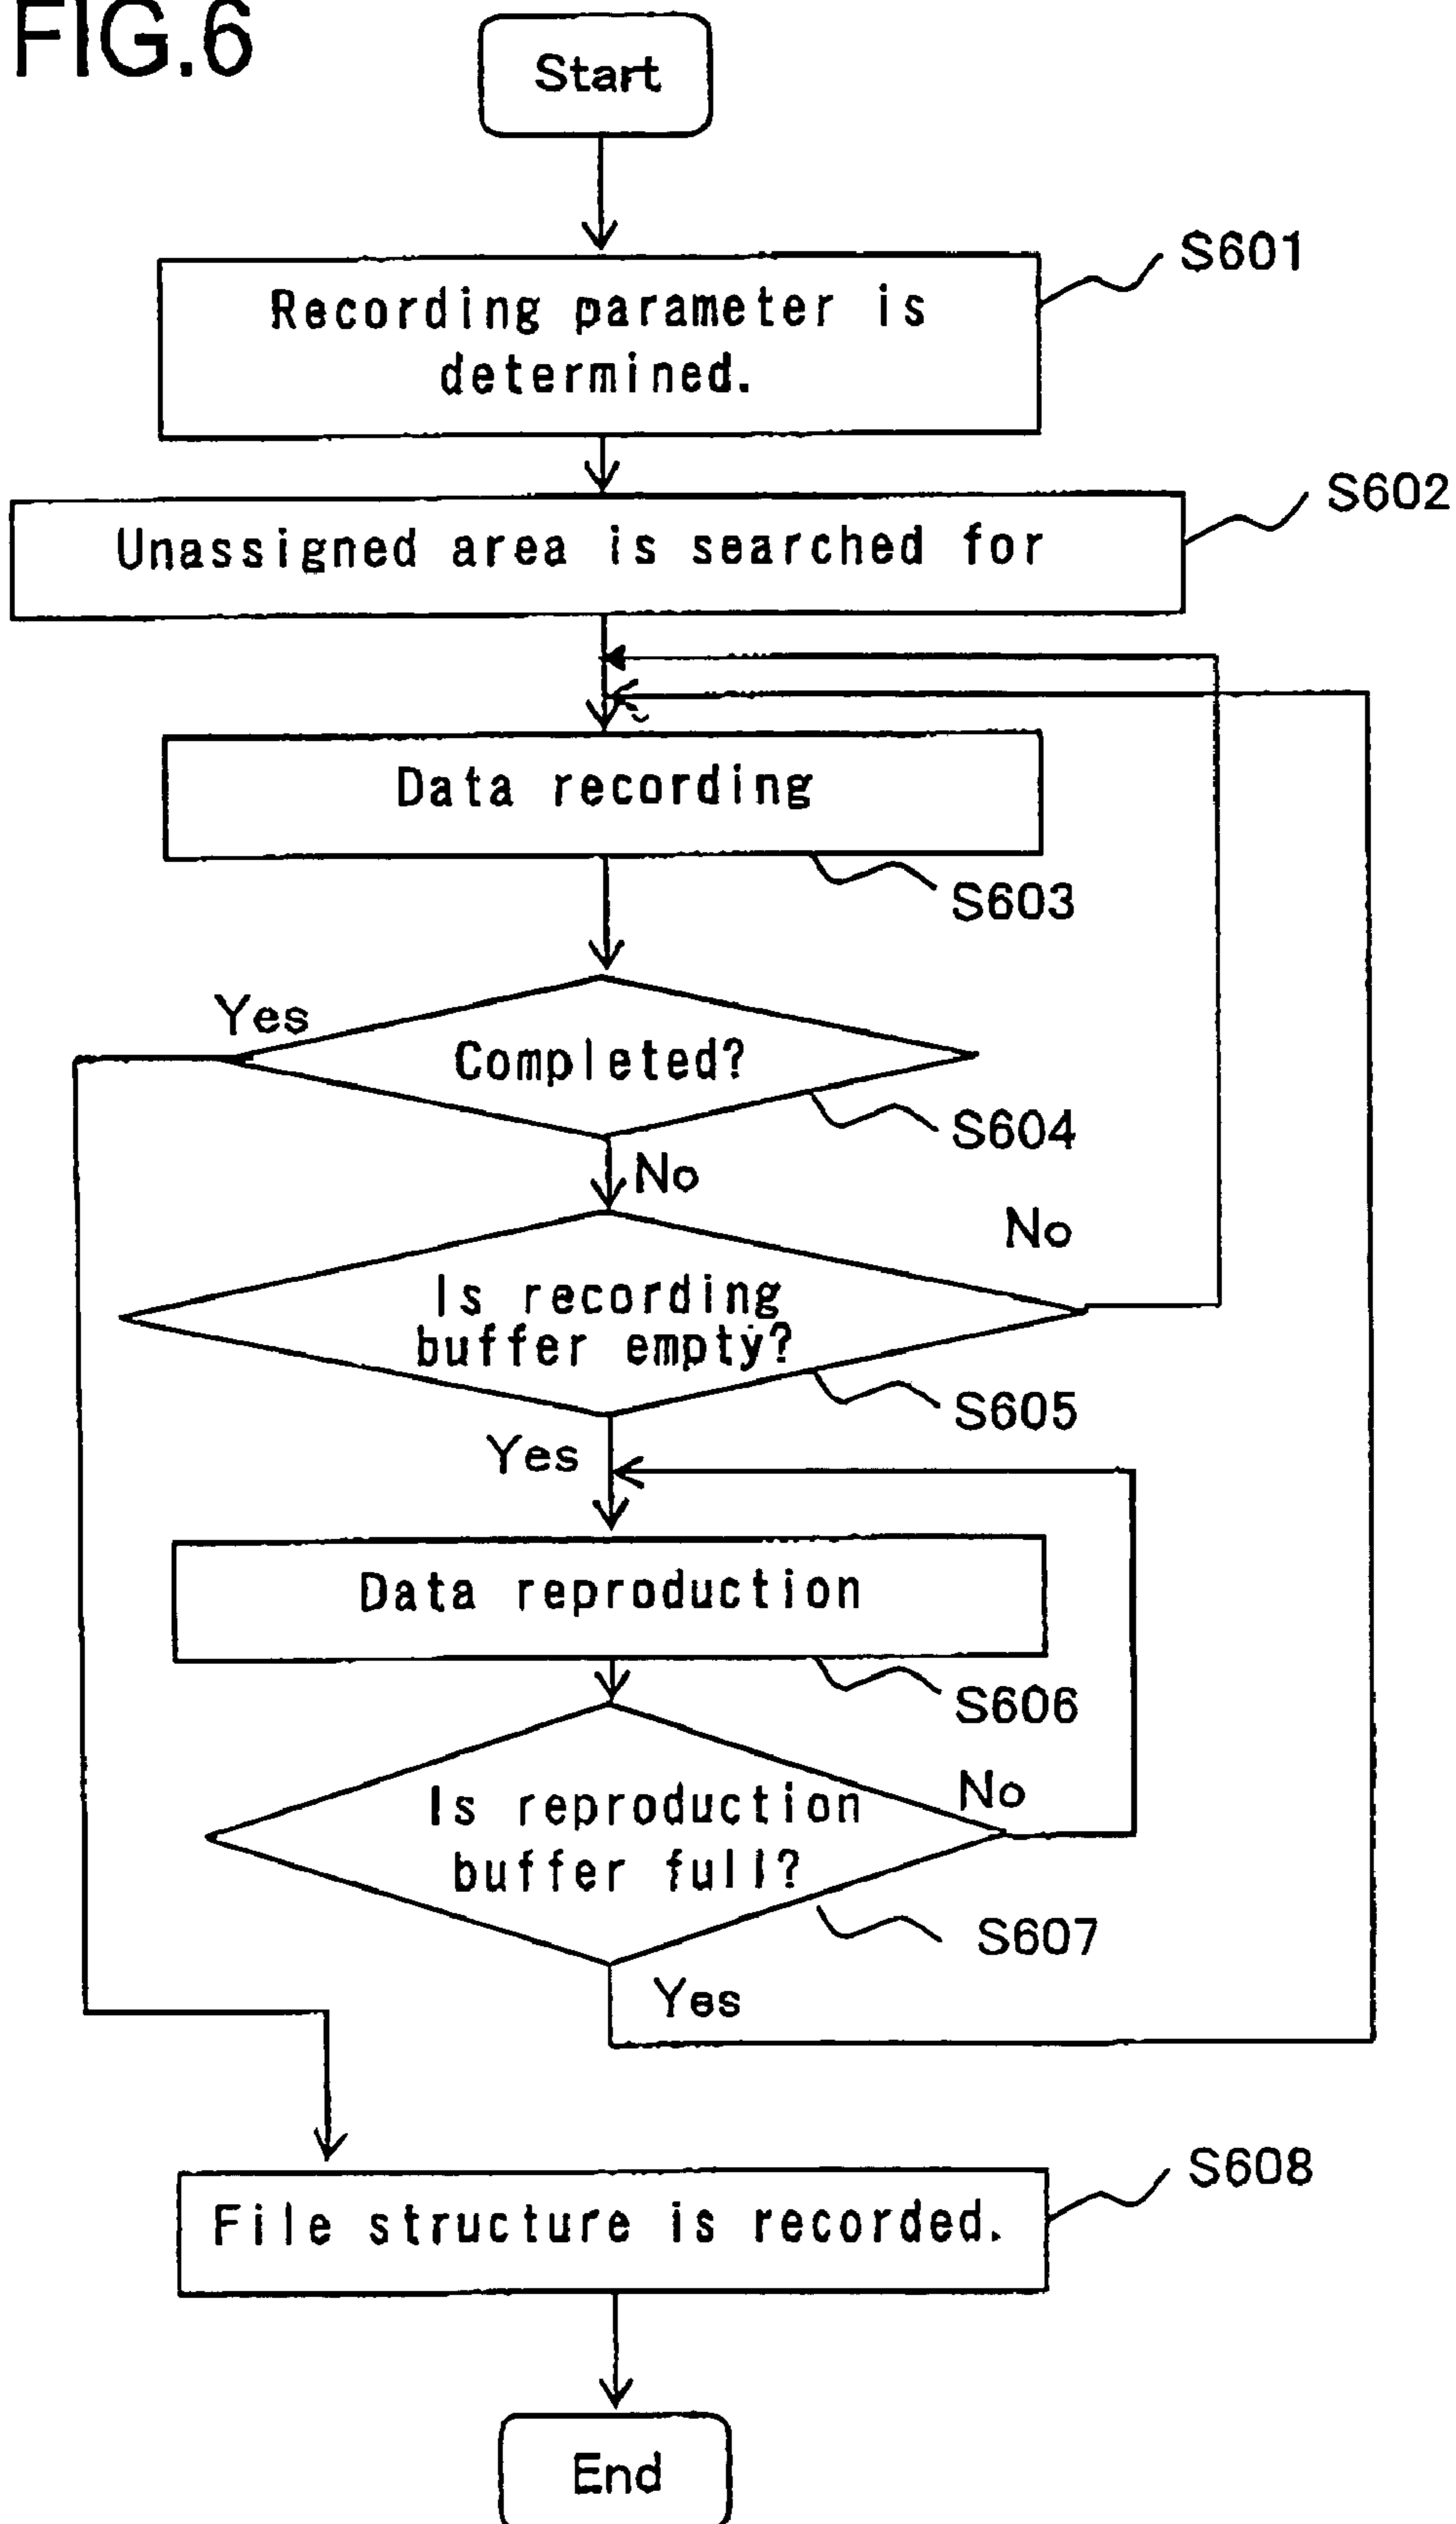 FIG.6
Start
S601
Recording parameter is
determined.
S602
Unassigned area is searched for
Data recording
S603
Yes
Completed?
S604
No
No
Is recording
buffer empty?
S605
Yes
Data reproduction
S606
No
Is reproduction
buffer full?
S607
Yes
S608
File structure is recorded.
End